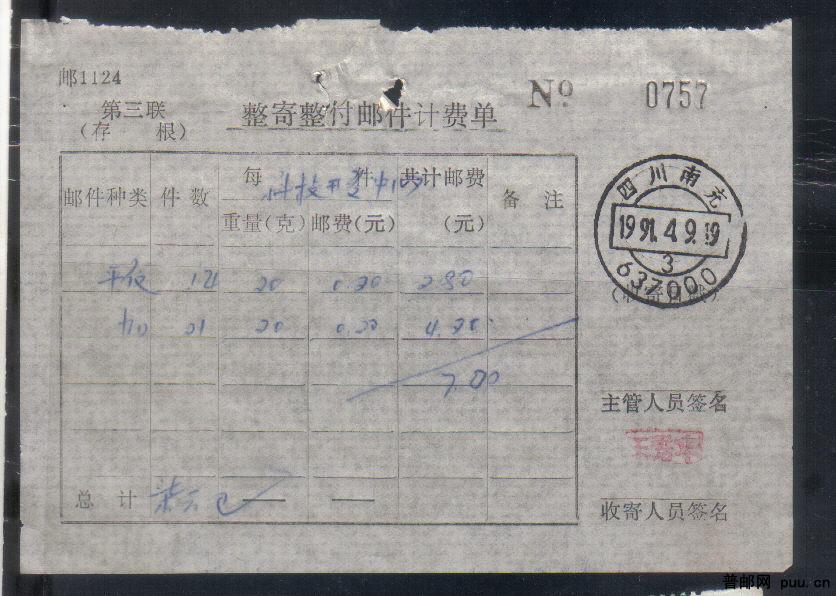 邮1124
第三联
(存 根)
整寄整付邮件计费单
No 0757
邮件种类 件数 每 件 共计邮费 备 注
重量(克) 邮费(元) (元)
20 0.20 2.80
21 20 0.20 4.20
7.00
总 计
四川南充
1991.4.9.19
3
637000
主管人员签名
收寄人员签名
普邮网 puu.cn